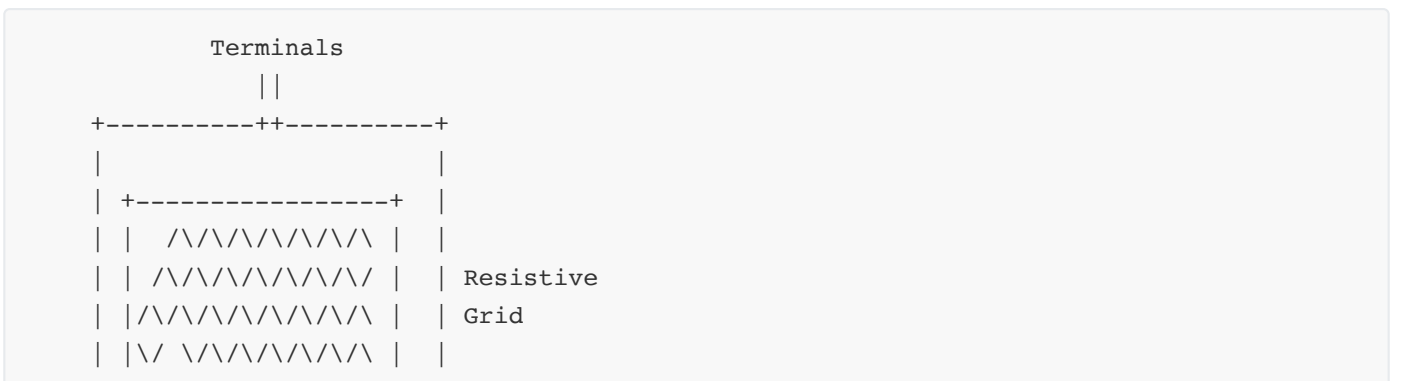 Terminals
          ||
+----------++----------+
|                      |
| +-----------------+  |
| |  /\/\/\/\/\/\/\ |  |
| | /\/\/\/\/\/\/\/ |  | Resistive
| |/\/\/\/\/\/\/\/\ |  | Grid
| |\/ \/\/\/\/\/\/\ |  |